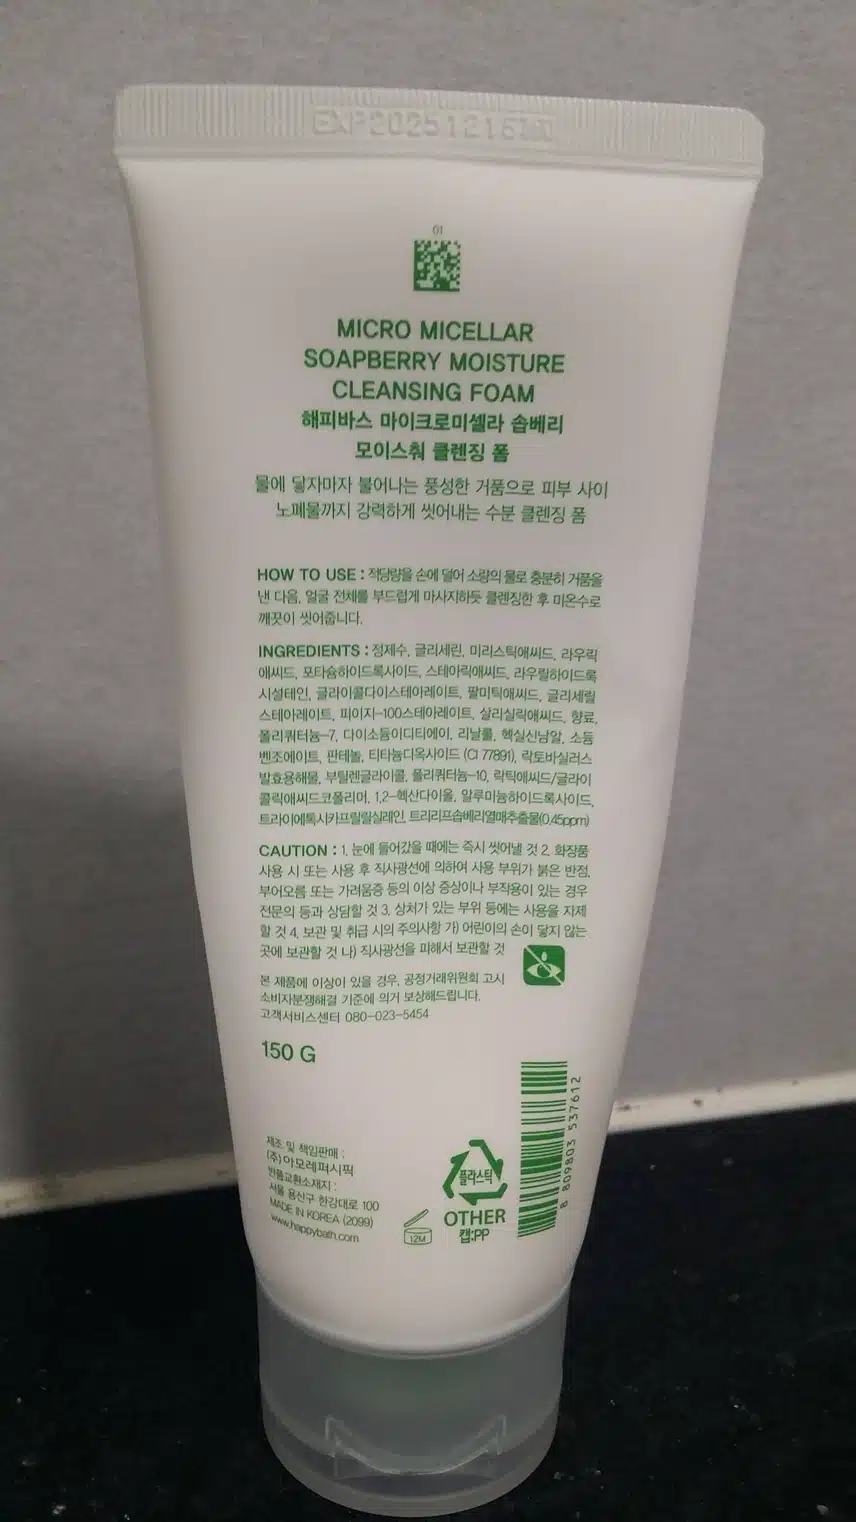 EXP20251216
01
MICRO MICELLAR
SOAPBERRY MOISTURE
CLEANSING FOAM
해피바스 마이크로미셀라 솝베리
모이스춰 클렌징 폼
물에 닿자마자 불어나는 풍성한 거품으로 피부 사이
노폐물까지 강력하게 씻어내는 수분 클렌징 폼
HOW TO USE : 적당량을 손에 덜어 소량의 물로 충분히 거품을
낸 다음, 얼굴 전체를 부드럽게 마사지하듯 클렌징한 후 미온수로
깨끗이 씻어줍니다.
INGREDIENTS : 정제수, 글리세린, 미리스틱애씨드, 라우릭
애씨드, 포타슘하이드록사이드, 스테아릭애씨드, 라우릴하이드록
시설테인, 글라이콜다이스테아레이트, 팔미틱애씨드, 글리세릴
스테아레이트, 피이지-100스테아레이트, 살리실릭애씨드, 향료,
폴리쿼터늄-7, 다이소듐이디티에이, 리날룰, 헥실신남알, 소듐
벤조에이트, 판테놀, 티타늄디옥사이드 (CI 77891), 락토바실러스
발효용해물, 부틸렌글라이콜, 폴리쿼터늄-10, 락틱애씨드/글라이
콜릭애씨드코폴리머, 1,2-헥산다이올, 알루미늄하이드록사이드,
트라이에톡시카프릴릴실레인, 트리리프솝베리열매추출물(0.45ppm)
CAUTION : 1. 눈에 들어갔을 때에는 즉시 씻어낼 것 2. 화장품
사용 시 또는 사용 후 직사광선에 의하여 사용 부위가 붉은 반점,
부어오름 또는 가려움증 등의 이상 증상이나 부작용이 있는 경우
전문의 등과 상담할 것 3. 상처가 있는 부위 등에는 사용을 자제
할 것 4. 보관 및 취급 시의 주의사항 가) 어린이의 손이 닿지 않는
곳에 보관할 것 나) 직사광선을 피해서 보관할 것
본 제품에 이상이 있을 경우, 공정거래위원회 고시
소비자분쟁해결 기준에 의거 보상해드립니다.
고객서비스센터 080-023-5454
150 G
제조 및 책임판매 :
(주)아모레퍼시픽
반품교환소재지 :
서울 용산구 한강대로 100
MADE IN KOREA (2099)
www.happybath.com
12M
플라스틱
OTHER
캡:PP
8 809803 537612